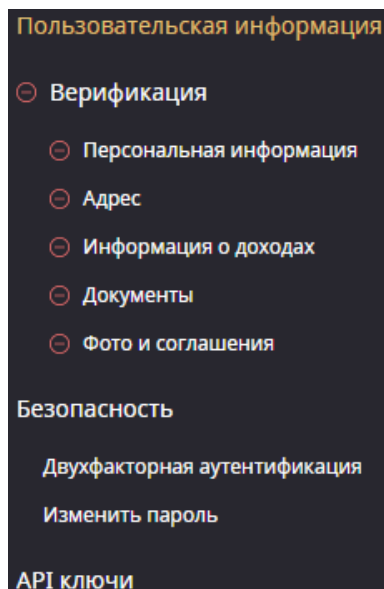 Пользовательская информация
Верификация
Персональная информация
Адрес
Информация о доходах
Документы
Фото и соглашения
Безопасность
Двухфакторная аутентификация
Изменить пароль
API ключи